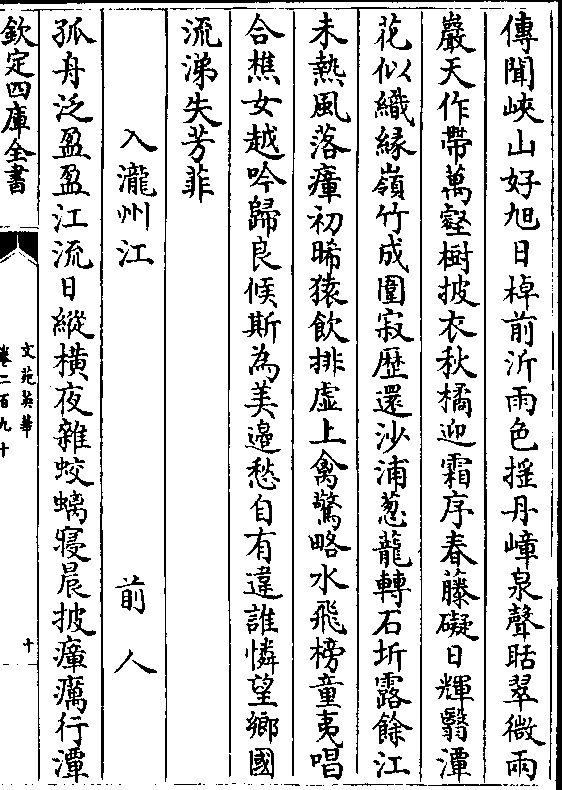 傳聞峽山好旭日棹前沂雨色揺丹嶂泉聲聒翠微兩
巖天作帶萬壑樹披衣秋橘迎霜序春藤礙日輝翳潭
花似織縁嶺竹成圍寂歴還沙浦葱蘢轉石圻露餘江
未熱風落瘴初晞猿飲排虚上禽驚略水飛榜童夷唱
合樵女越吟歸良候斯為美邉愁自有違誰憐望鄉國
流涕失芳菲
入瀧州江
前人
孤舟泛盈盈江流日縱橫夜雜蛟螭寢晨披瘴癘行潭
欽定四庫全書
文苑英華
卷二百九十
十